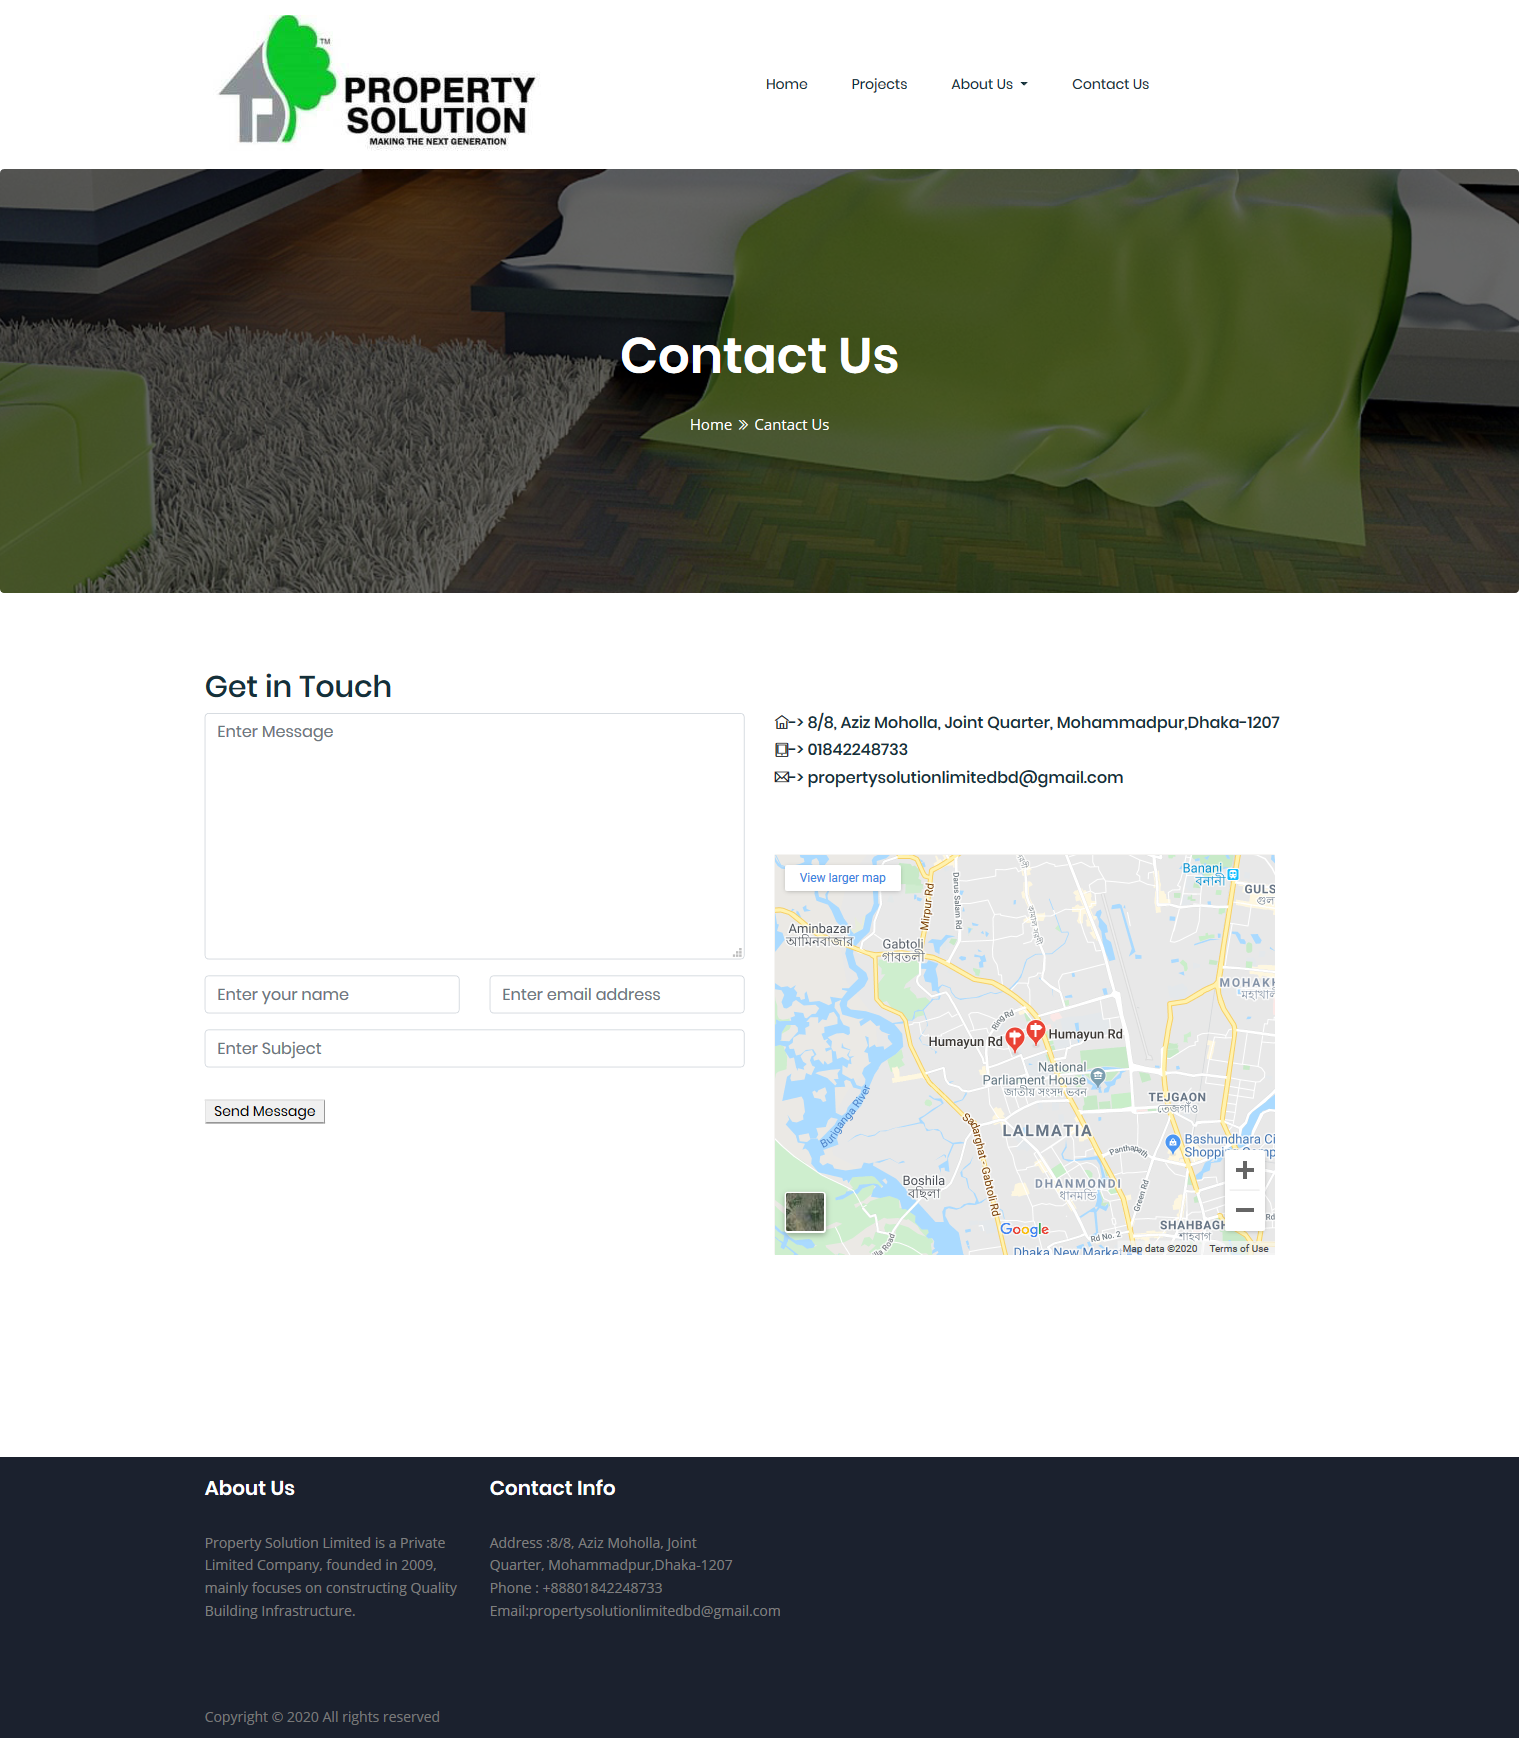 TM
PROPERTY
SOLUTION
MAKING THE NEXT GENERATION
Home Projects About Us Contact Us
Contact Us
Home Cantact Us
Get in Touch
Enter Message
Enter your name Enter email address
Enter Subject
Send Message
-> 8/8, Aziz Moholla, Joint Quarter, Mohammadpur,Dhaka-1207
-> 01842248733
-> propertysolutionlimitedbd@gmail.com
View larger map
Banani
বনানী
GULS
গুল
Darus Salam Rd
Mirpur Rd
Aminbazar
আমিনবাজার
Gabtoli
গাবতলী
MOHAKH
মহাখাল
Ring Rd
Humayun Rd
Humayun Rd
National
Parliament House
জাতীয় সংসদ ভবন
TEJGAON
তেজগাঁও
Buriganga River
Sadarghat - Gabtoli Rd
LALMATIA
Panthapath
Bashundhara Ci
Shopping Comp
Boshila
বছিলা
DHANMONDI
ধানমন্ডি
Green Rd
SHAHBAGH
শাহবাগ
Rd
Rd No. 2
Google
Dhaka New Market
Map data ©2020 Terms of Use
About Us
Property Solution Limited is a Private
Limited Company, founded in 2009,
mainly focuses on constructing Quality
Building Infrastructure.
Contact Info
Address :8/8, Aziz Moholla, Joint
Quarter, Mohammadpur,Dhaka-1207
Phone : +88801842248733
Email:propertysolutionlimitedbd@gmail.com
Copyright © 2020 All rights reserved